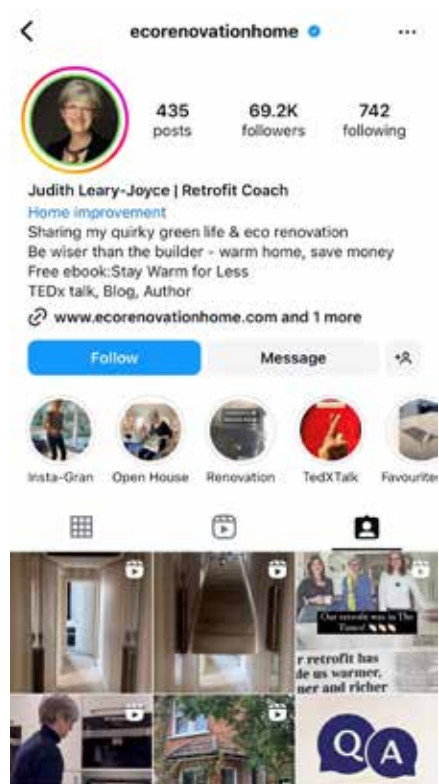 ecorenovationhome
435
posts
69.2K
followers
742
following
Judith Leary-Joyce | Retrofit Coach
Home improvement
Sharing my quirky green life & eco renovation
Be wiser than the builder - warm home, save money
Free ebook:Stay Warm for Less
TEDx talk, Blog, Author
www.ecorenovationhome.com and 1 more
Follow
Message
Insta-Gran
Open House
Renovation
TedXTalk
Favourite
Our retrofit was in The
Times!
r retrofit has
de us warmer,
ner and richer
Q A